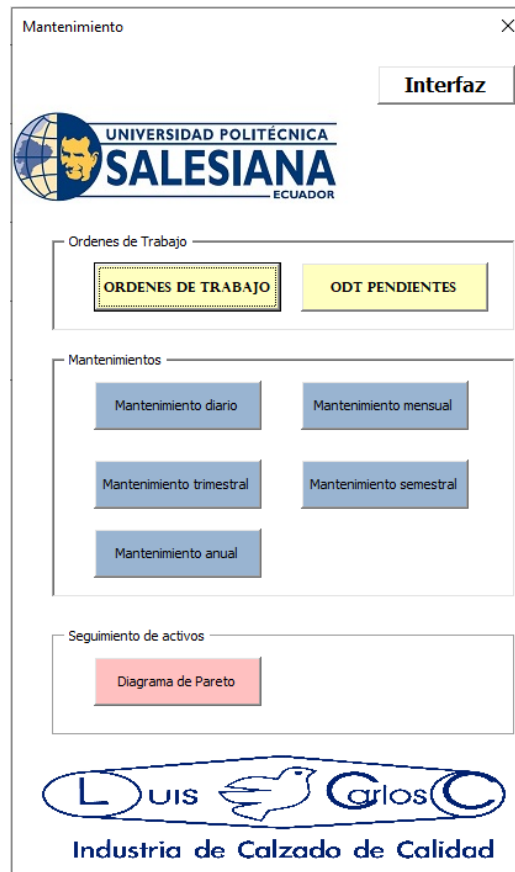 Mantenimiento
Interfaz
UNIVERSIDAD POLITÉCNICA
SALESIANA
ECUADOR
Ordenes de Trabajo
ORDENES DE TRABAJO
ODT PENDIENTES
Mantenimientos
Mantenimiento diario
Mantenimiento mensual
Mantenimiento trimestral
Mantenimiento semestral
Mantenimiento anual
Seguimiento de activos
Diagrama de Pareto
Luis Carlos C
Industria de Calzado de Calidad